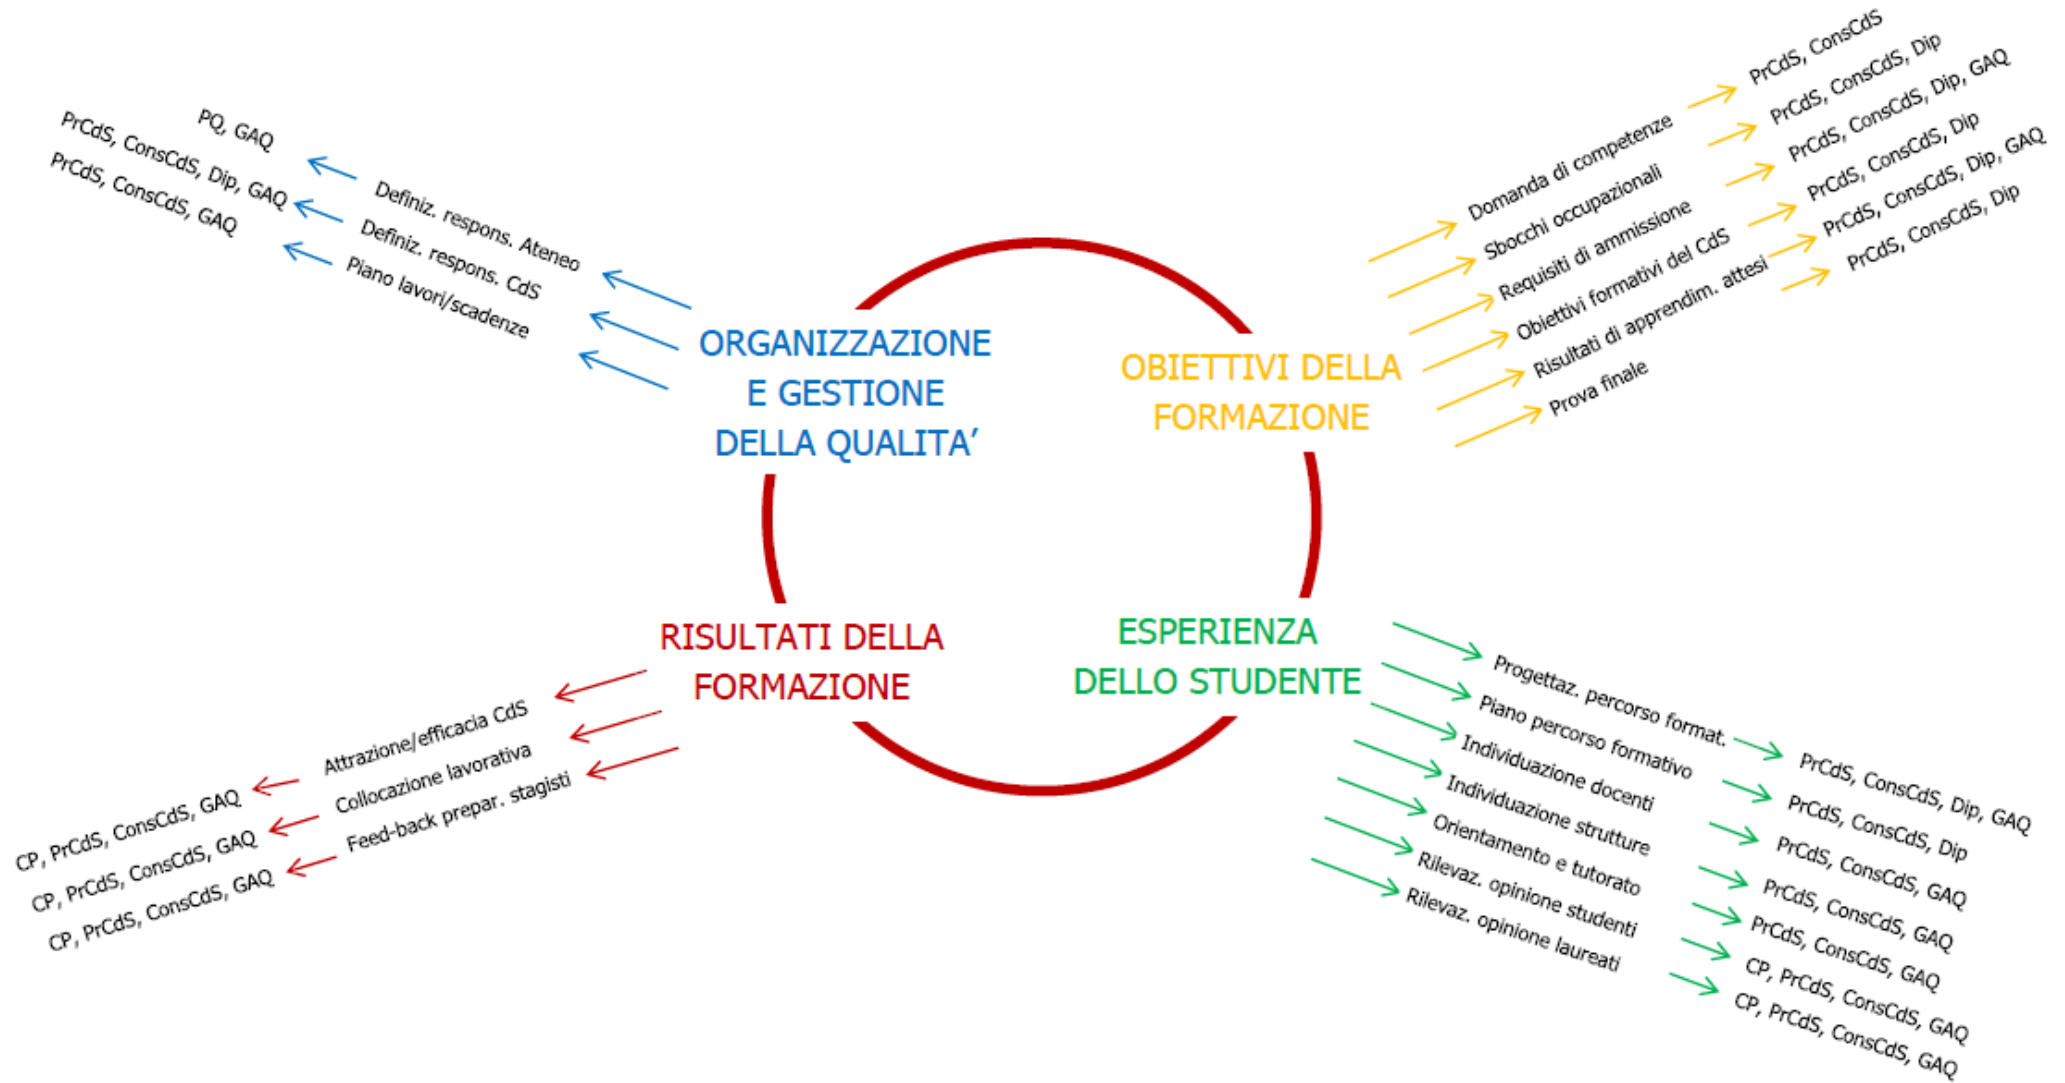 ORGANIZZAZIONE
E GESTIONE
DELLA QUALITA’
Definiz. respons. Ateneo
PQ, GAQ
Definiz. respons. CdS
PrCdS, ConsCdS, Dip, GAQ
Piano lavori/scadenze
PrCdS, ConsCdS, GAQ
OBIETTIVI DELLA
FORMAZIONE
Domanda di competenze
PrCdS, ConsCdS
Sbocchi occupazionali
PrCdS, ConsCdS, Dip
Requisiti di ammissione
PrCdS, ConsCdS, Dip, GAQ
Obiettivi formativi del CdS
PrCdS, ConsCdS, Dip
Risultati di apprendim. attesi
PrCdS, ConsCdS, Dip, GAQ
Prova finale
PrCdS, ConsCdS, Dip
RISULTATI DELLA
FORMAZIONE
Attrazione/efficacia CdS
CP, PrCdS, ConsCdS, GAQ
Collocazione lavorativa
CP, PrCdS, ConsCdS, GAQ
Feed-back prepar. stagisti
CP, PrCdS, ConsCdS, GAQ
ESPERIENZA
DELLO STUDENTE
Progettaz. percorso format.
PrCdS, ConsCdS, Dip, GAQ
Piano percorso formativo
PrCdS, ConsCdS, Dip
Individuazione docenti
PrCdS, ConsCdS, GAQ
Individuazione strutture
PrCdS, ConsCdS, GAQ
Orientamento e tutorato
PrCdS, ConsCdS, GAQ
Rilevaz. opinione studenti
CP, PrCdS, ConsCdS, GAQ
Rilevaz. opinione laureati
CP, PrCdS, ConsCdS, GAQ